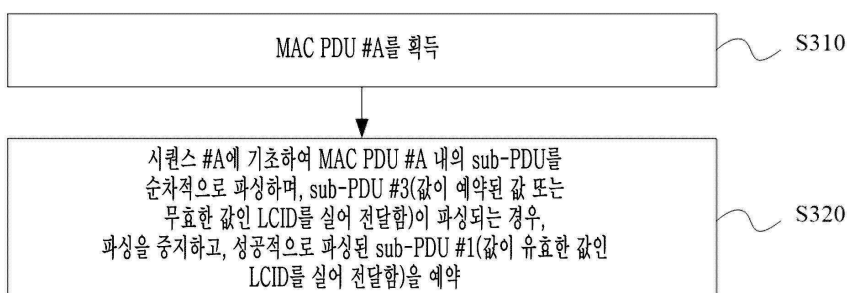 MAC PDU #A를 획득
S310
시퀀스 #A에 기초하여 MAC PDU #A 내의 sub-PDU를
순차적으로 파싱하며, sub-PDU #3(값이 예약된 값 또는
무효한 값인 LCID를 실어 전달함)이 파싱되는 경우,
파싱을 중지하고, 성공적으로 파싱된 sub-PDU #1(값이 유효한 값인
LCID를 실어 전달함)을 예약
S320